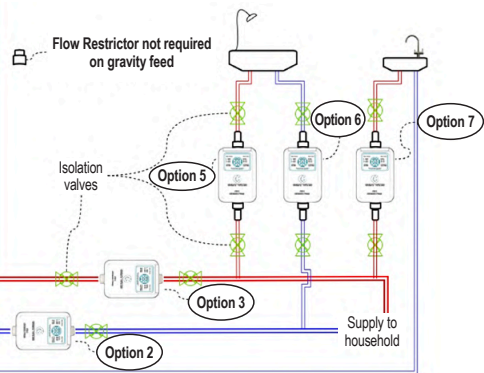 Flow Restrictor not required
on gravity feed
Option 6
Option 7
Isolation
valves
Option 5
Option 3
Supply to
household
Option 2